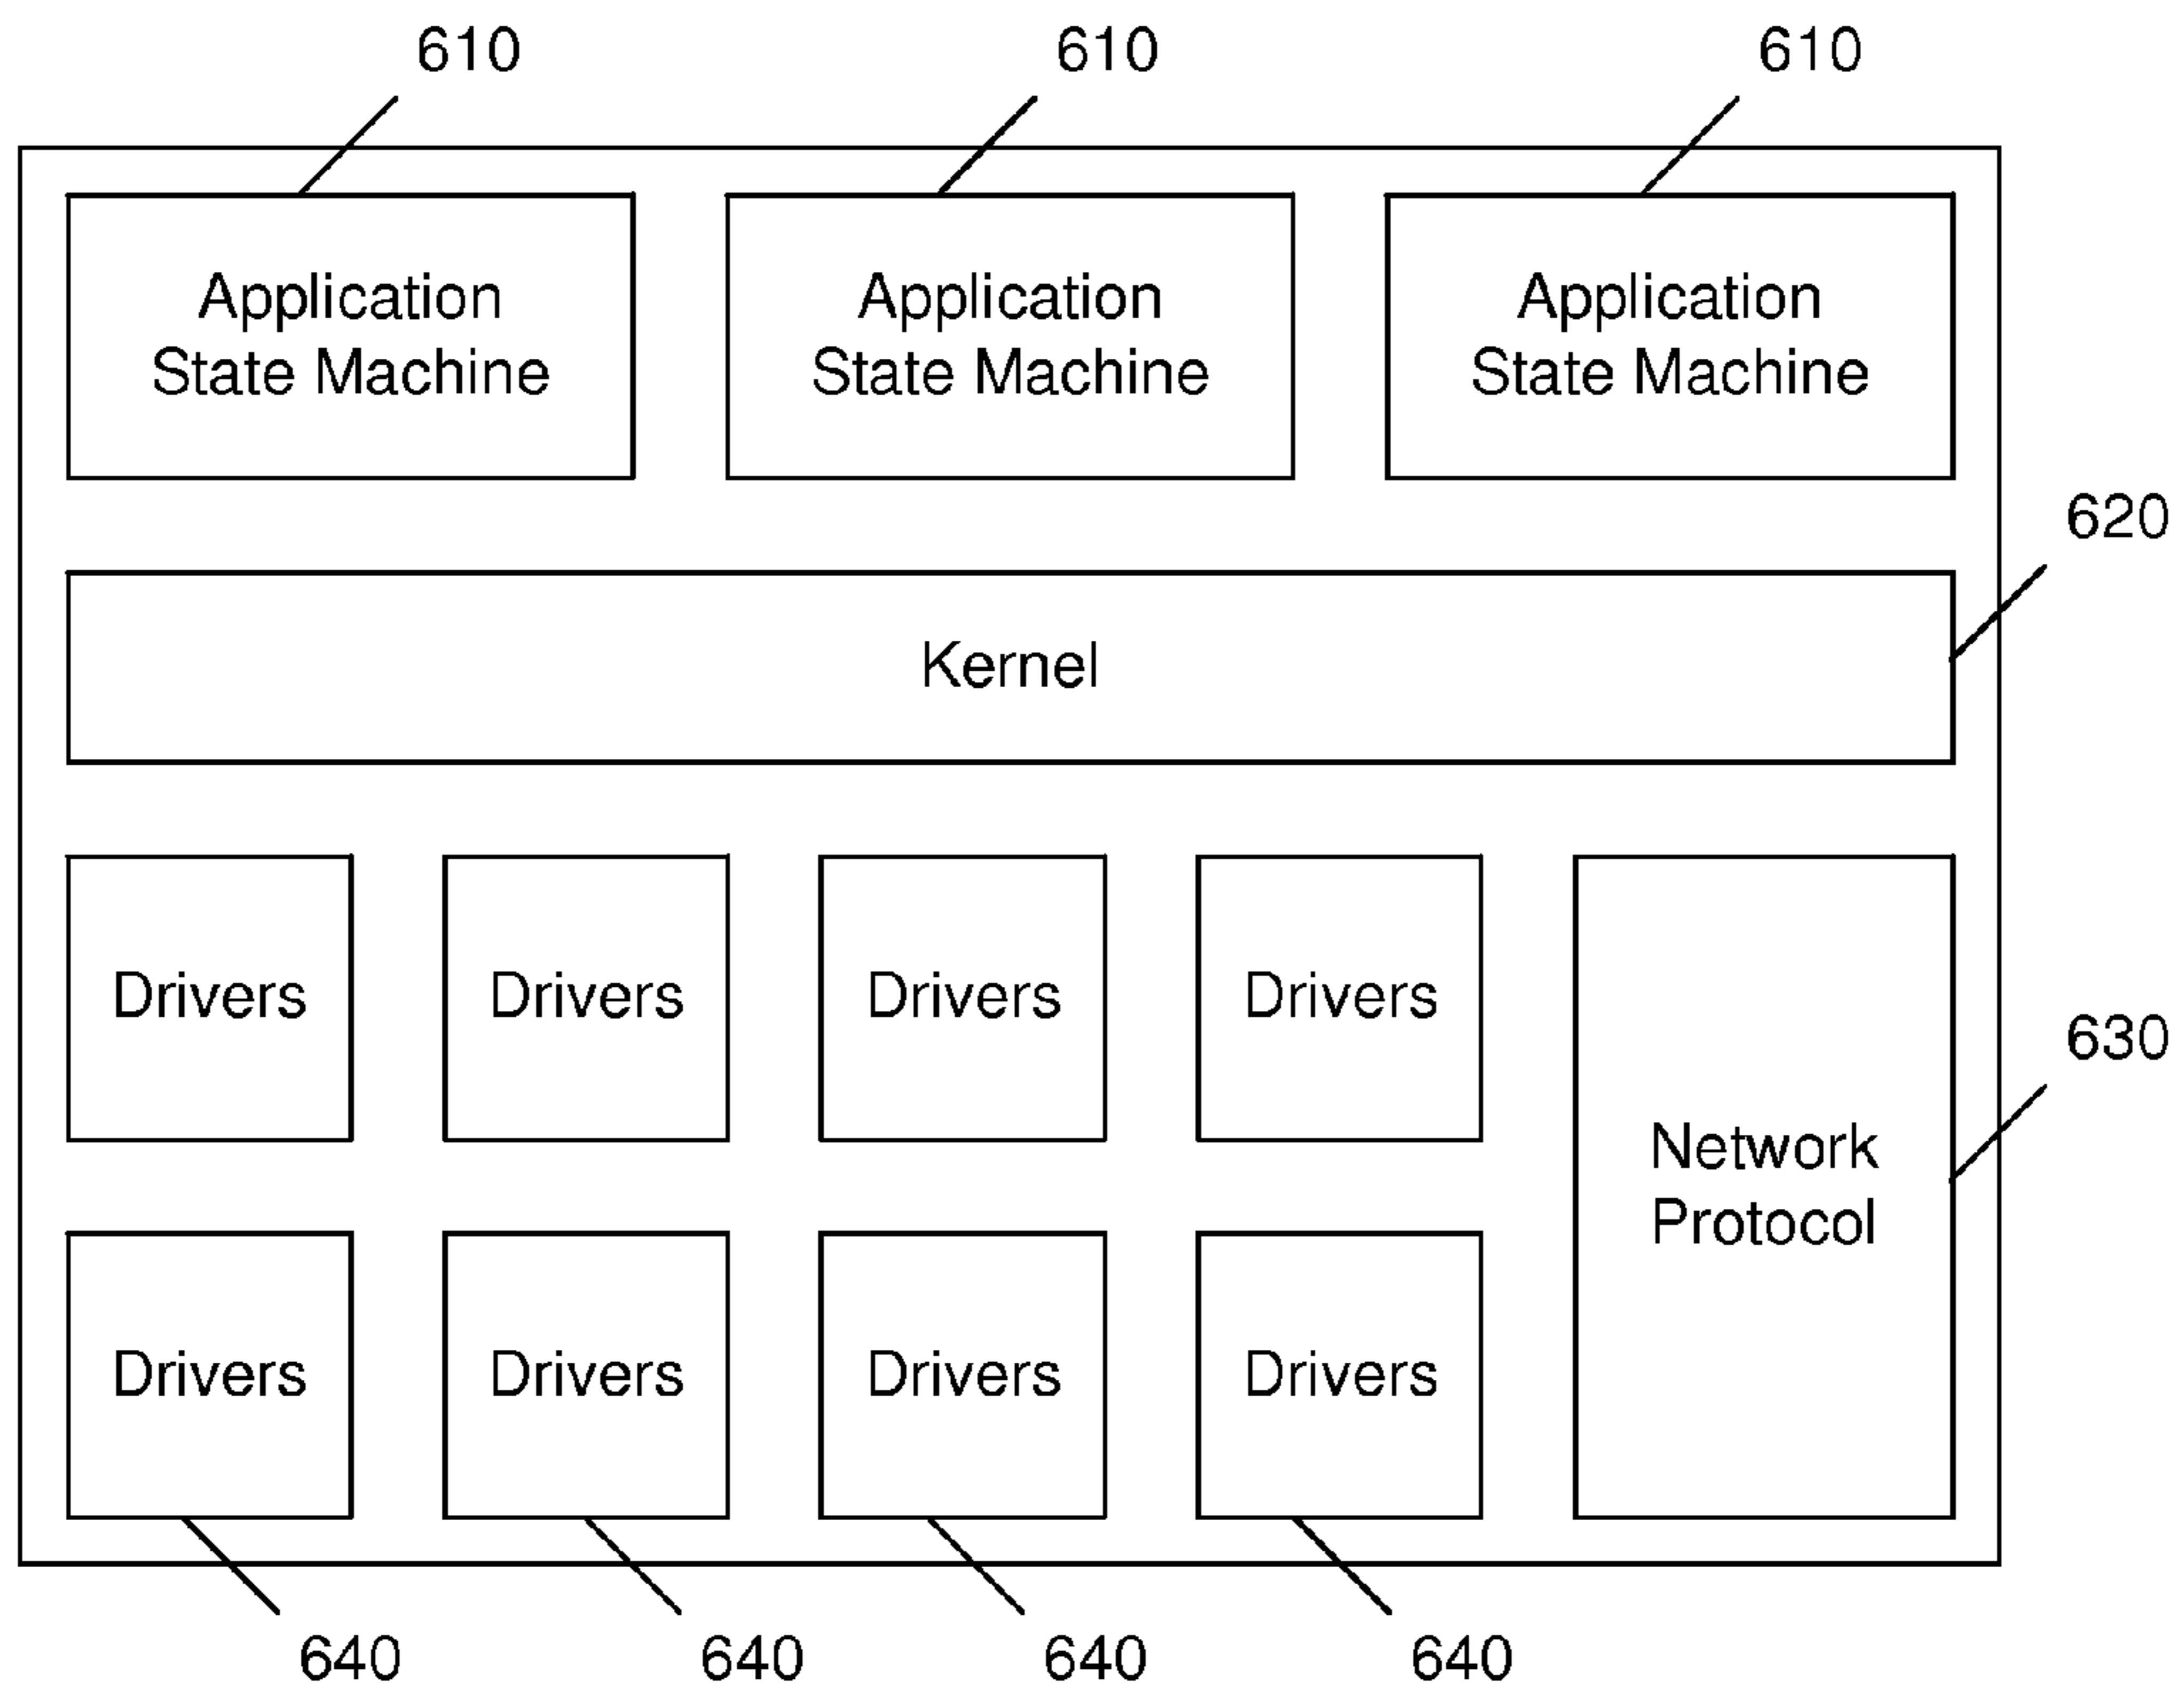 610 610 610
Application Application Application
State Machine State Machine State Machine
620
Kernel
Drivers Drivers Drivers Drivers
630
Network
Protocol
Drivers Drivers Drivers Drivers
640 640 640 640